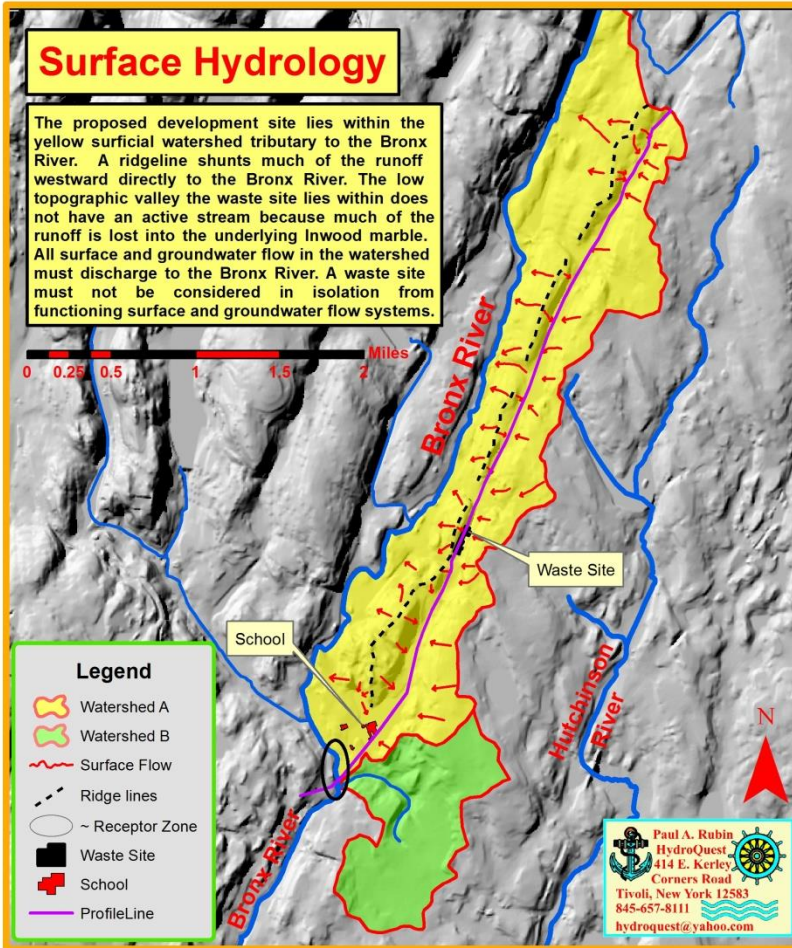 Surface Hydrology
The proposed development site lies within the
yellow surficial watershed tributary to the Bronx
River. A ridgeline shunts much of the runoff
westward directly to the Bronx River. The low
topographic valley the waste site lies within does
not have an active stream because much of the
runoff is lost into the underlying Inwood marble.
All surface and groundwater flow in the watershed
must discharge to the Bronx River. A waste site
must not be considered in isolation from
functioning surface and groundwater flow systems.
Miles
0 0.25 0.5 1 1.5 2
Bronx River
Waste Site
School
Hutchinson
River
Bronx River
N
Legend
Watershed A
Watershed B
Surface Flow
Ridge lines
~ Receptor Zone
Waste Site
School
ProfileLine
Paul A. Rubin
HydroQuest
414 E. Kerley
Corners Road
Tivoli, New York 12583
845-657-8111
hydroquest@yahoo.com